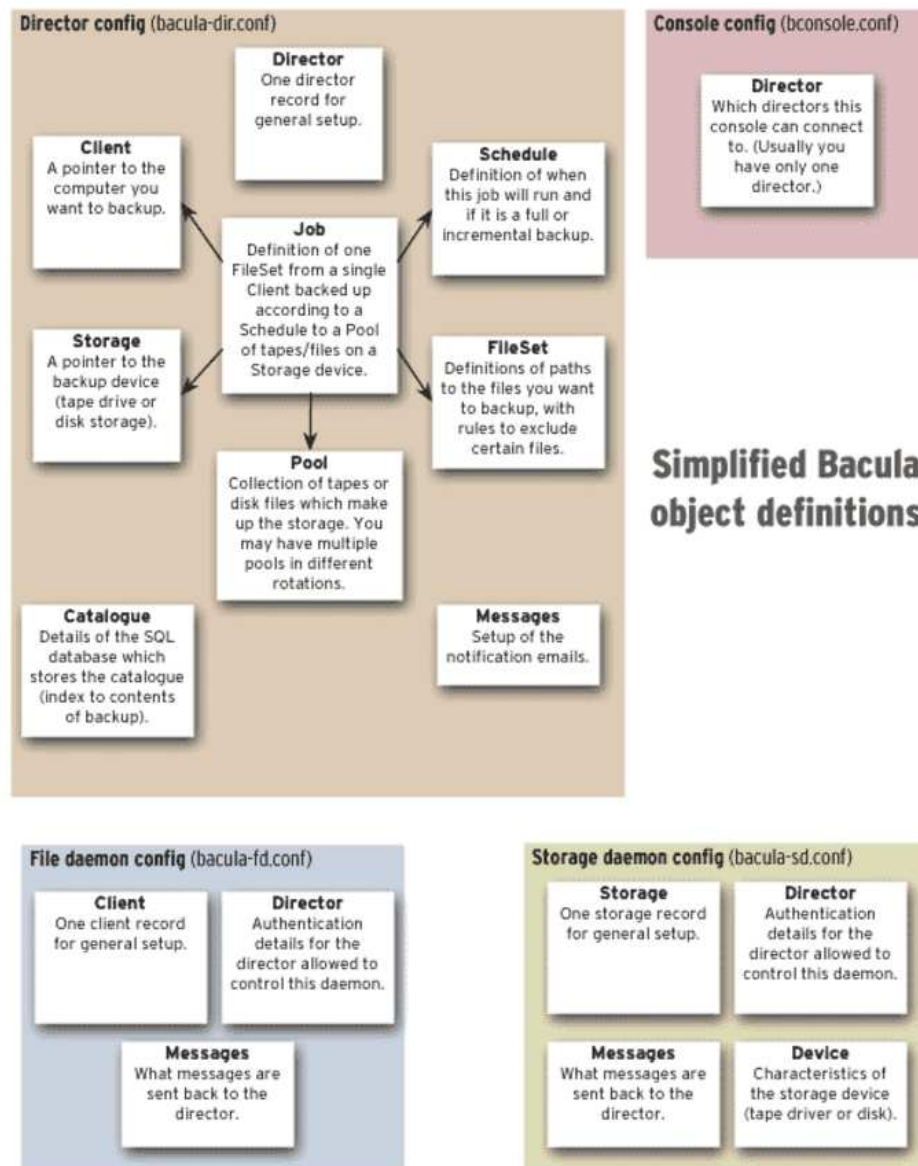 Director config (bacula-dir.conf)
Director
One director
record for
general setup.
Client
A pointer to the
computer you
want to backup.
Schedule
Definition of when
this job will run and
if it is a full or
incremental backup.
Job
Definition of one
FileSet from a single
Client backed up
according to a
Schedule to a Pool
of tapes/files on a
Storage device.
Storage
A pointer to the
backup device
(tape drive or
disk storage).
FileSet
Definitions of paths
to the files you want
to backup, with
rules to exclude
certain files.
Pool
Collection of tapes or
disk files which make
up the storage. You
may have multiple
pools in different
rotations.
Catalogue
Details of the SQL
database which
stores the catalogue
(index to contents
of backup).
Messages
Setup of the
notification emails.
Console config (bconsole.conf)
Director
Which directors this
console can connect
to. (Usually you
have only one
director.)
Simplified Bacula
object definitions
File daemon config (bacula-fd.conf)
Client
One client record
for general setup.
Director
Authentication
details for the
director allowed to
control this daemon.
Messages
What messages are
sent back to the
director.
Storage daemon config (bacula-sd.conf)
Storage
One storage record
for general setup.
Director
Authentication
details for the
director allowed to
control this daemon.
Messages
What messages are
sent back to the
director.
Device
Characteristics of
the storage device
(tape driver or disk).